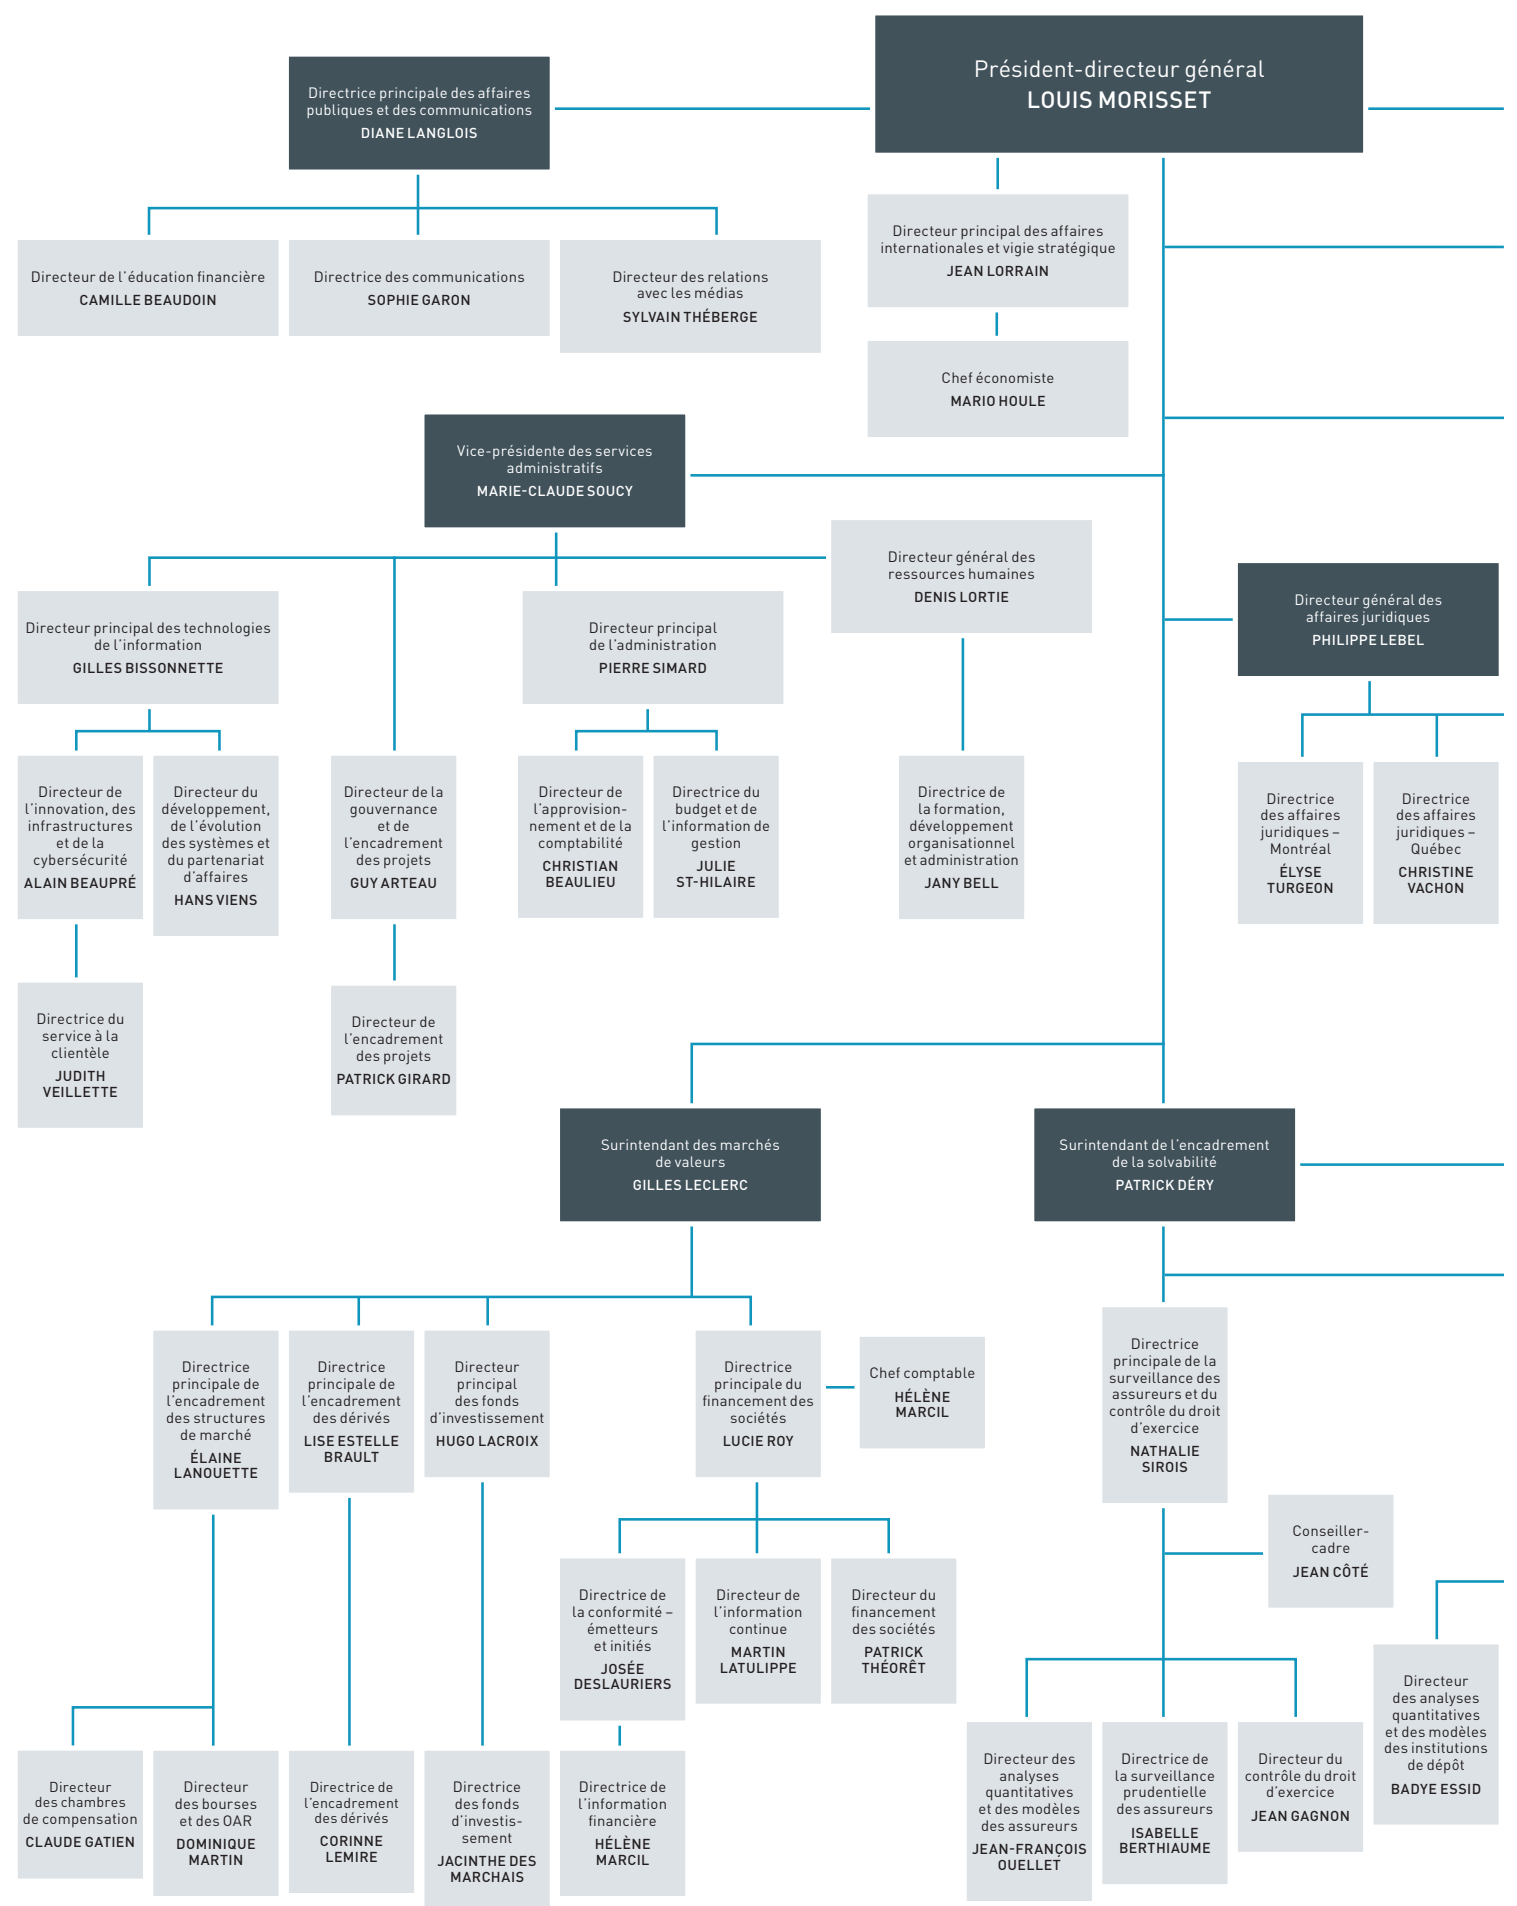 Président-directeur général
LOUIS MORISSET
Directrice principale des affaires
publiques et des communications
DIANE LANGLOIS
Directeur principal des affaires
internationales et vigie stratégique
JEAN LORRAIN
Directeur de l'éducation financière
CAMILLE BEAUDOIN
Directrice des communications
SOPHIE GARON
Directeur des relations
avec les médias
SYLVAIN THÉBERGE
Chef économiste
MARIO HOULE
Vice-présidente des services
administratifs
MARIE-CLAUDE SOUCY
Directeur général des
ressources humaines
DENIS LORTIE
Directeur général des
affaires juridiques
PHILIPPE LEBEL
Directeur principal des technologies
de l'information
GILLES BISSONNETTE
Directeur principal
de l'administration
PIERRE SIMARD
Directeur de
l'innovation, des
infrastructures
et de la
cybersécurité
ALAIN BEAUPRÉ
Directeur du
développement,
de l'évolution
des systèmes et
du partenariat
d'affaires
HANS VIENS
Directeur de la
gouvernance
et de
l'encadrement
des projets
GUY ARTEAU
Directeur de
l'approvision-
nement et de la
comptabilité
CHRISTIAN
BEAULIEU
Directrice du
budget et de
l'information de
gestion
JULIE
ST-HILAIRE
Directrice de
la formation,
développement
organisationnel
et administration
JANY BELL
Directrice
des affaires
juridiques –
Montréal
ÉLYSE
TURGEON
Directrice
des affaires
juridiques –
Québec
CHRISTINE
VACHON
Directrice du
service à la
clientèle
JUDITH
VEILLETTE
Directeur de
l'encadrement
des projets
PATRICK GIRARD
Surintendant des marchés
de valeurs
GILLES LECLERC
Surintendant de l'encadrement
de la solvabilité
PATRICK DÉRY
Directrice
principale de
l'encadrement
des structures
de marché
ÉLAINE
LANOUETTE
Directrice
principale de
l'encadrement
des dérivés
LISE ESTELLE
BRAULT
Directeur
principal
des fonds
d'investissement
HUGO LACROIX
Directrice
principale du
financement des
sociétés
LUCIE ROY
Chef comptable
HÉLÈNE
MARCIL
Directrice
principale de la
surveillance des
assureurs et du
contrôle du droit
d'exercice
NATHALIE
SIROIS
Conseiller-
cadre
JEAN CÔTÉ
Directrice de
la conformité –
émetteurs
et initiés
JOSÉE
DESLAURIERS
Directeur de
l'information
continue
MARTIN
LATULIPPE
Directeur du
financement
des sociétés
PATRICK
THÉORÊT
Directeur
des analyses
quantitatives
et des modèles
des institutions
de dépôt
BADYE ESSID
Directeur
des chambres
de compensation
CLAUDE GATIEN
Directeur
des bourses
et des OAR
DOMINIQUE
MARTIN
Directrice de
l'encadrement
des dérivés
CORINNE
LEMIRE
Directrice
des fonds
d'investis-
sement
JACINTHE DES
MARCHAIS
Directrice de
l'information
financière
HÉLÈNE
MARCIL
Directeur des
analyses
quantitatives
et des modèles
des assureurs
JEAN-FRANÇOIS
OUELLET
Directrice de
la surveillance
prudentielle
des assureurs
ISABELLE
BERTHIAUME
Directeur du
contrôle du droit
d'exercice
JEAN GAGNON